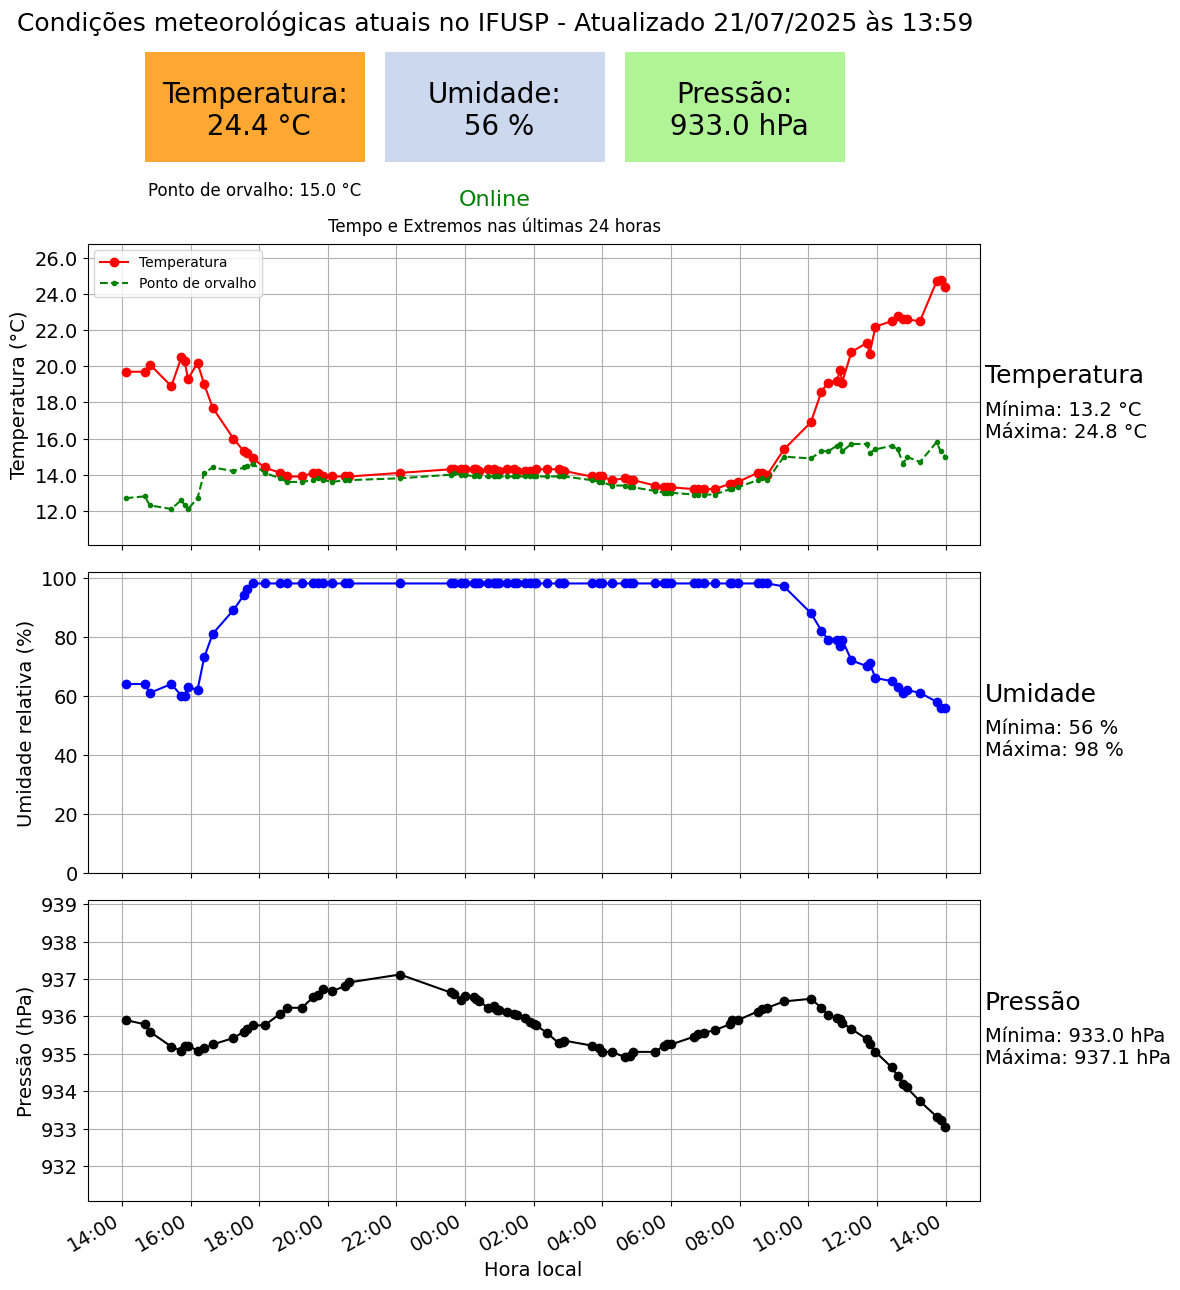 Condições meteorológicas atuais no IFUSP - Atualizado 21/07/2025 às 13:59
Temperatura:
24.4 °C
Umidade:
56 %
Pressão:
933.0 hPa
Ponto de orvalho: 15.0 °C
Online
Tempo e Extremos nas últimas 24 horas
Temperatura (°C)
26.0
24.0
22.0
20.0
18.0
16.0
14.0
12.0
Temperatura
Ponto de orvalho
Temperatura
Mínima: 13.2 °C
Máxima: 24.8 °C
Umidade relativa (%)
100
80
60
40
20
0
Umidade
Mínima: 56 %
Máxima: 98 %
Pressão (hPa)
939
938
937
936
935
934
933
932
Pressão
Mínima: 933.0 hPa
Máxima: 937.1 hPa
14:00 16:00 18:00 20:00 22:00 00:00 02:00 04:00 06:00 08:00 10:00 12:00 14:00
Hora local